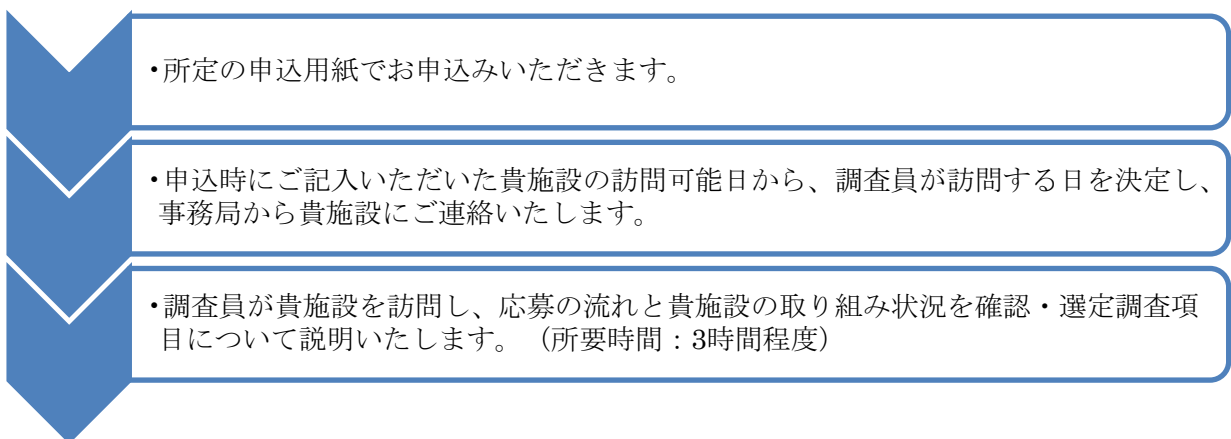 ・所定の申込用紙でお申込みいただきます。
・申込時にご記入いただいた貴施設の訪問可能日から、調査員が訪問する日を決定し、
事務局から貴施設にご連絡いたします。
・調査員が貴施設を訪問し、応募の流れと貴施設の取り組み状況を確認・選定調査項
目について説明いたします。（所要時間：3時間程度）